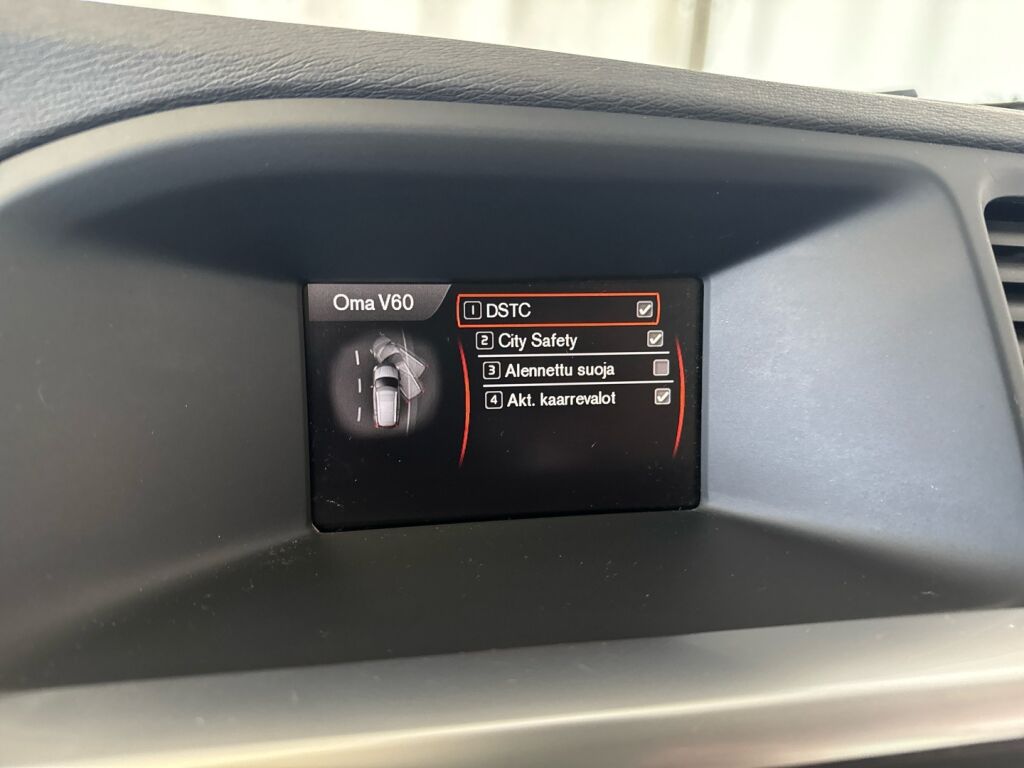 Oma V60
1 DSTC
2 City Safety
3 Alennettu suoja
4 Akt. kaarrevalot